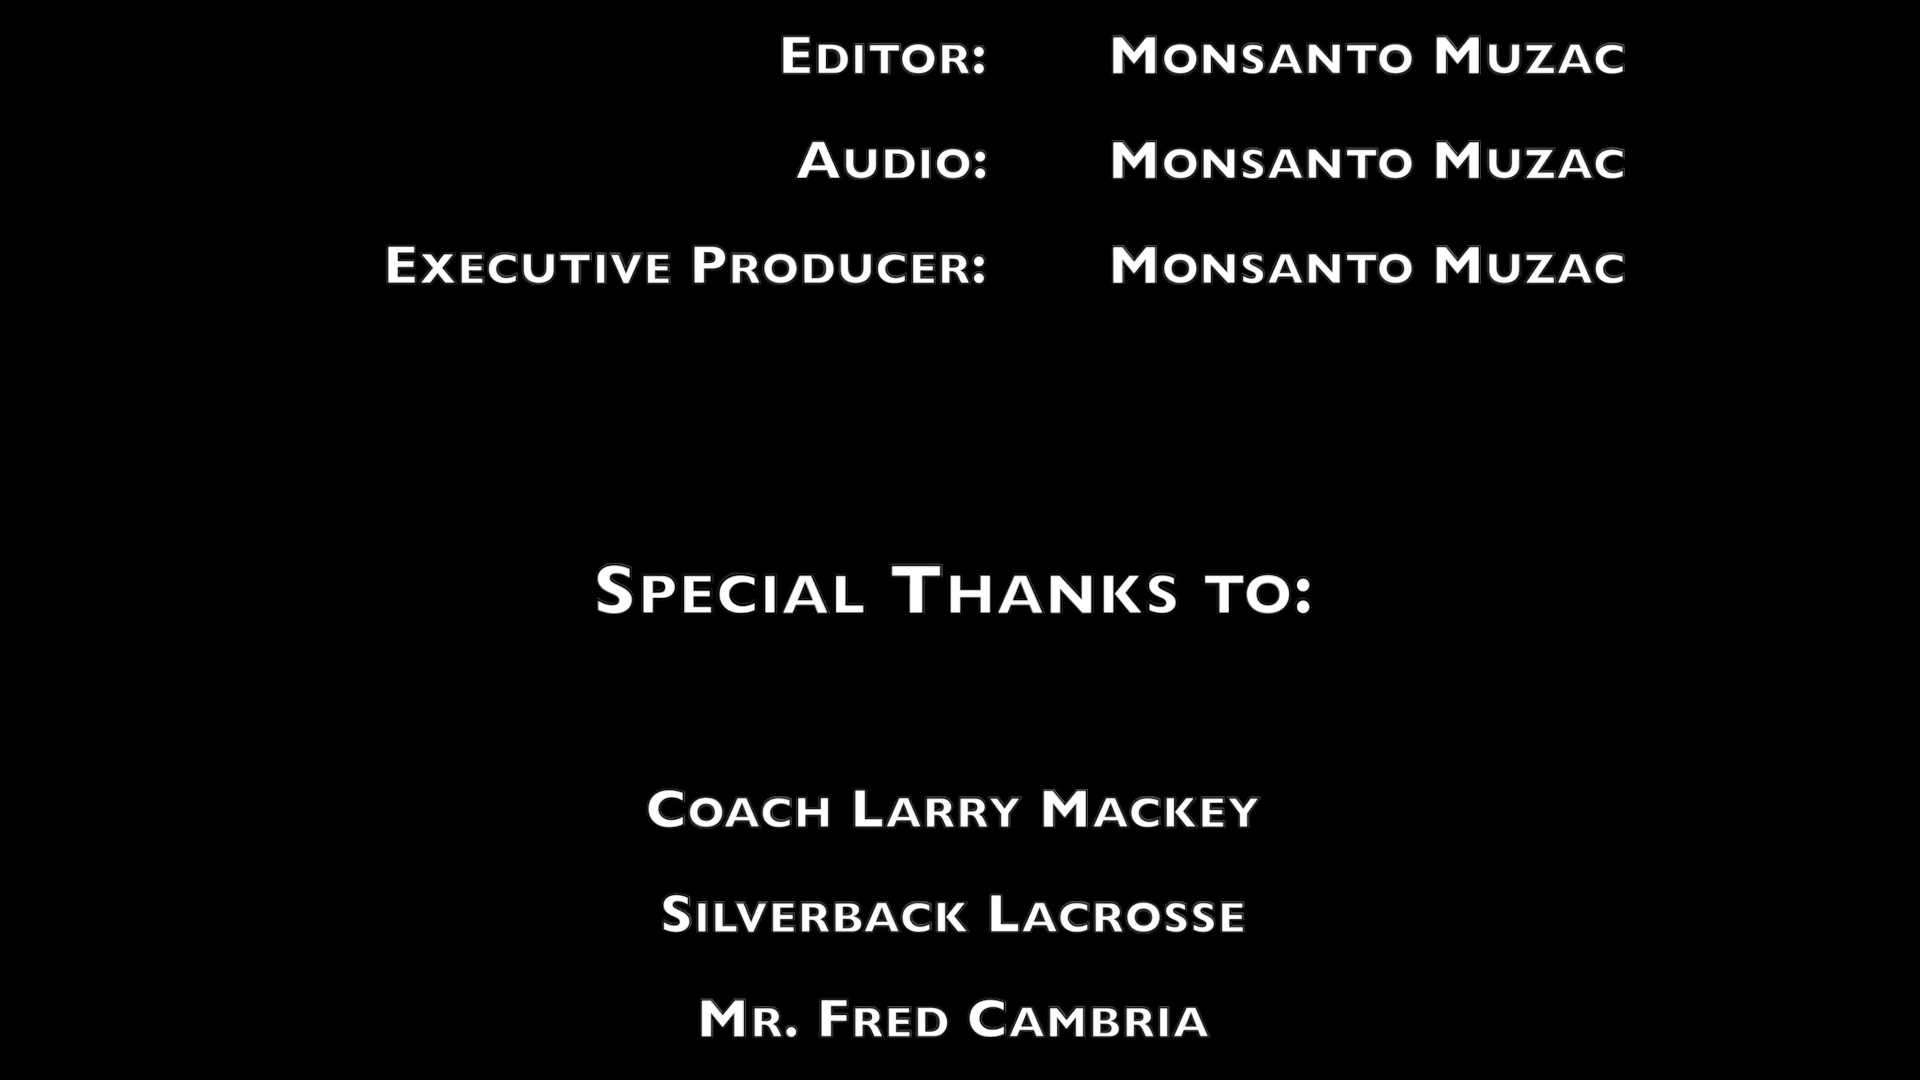 Editor: Monsanto Muzac
Audio: Monsanto Muzac
Executive Producer: Monsanto Muzac
Special Thanks to:
Coach Larry Mackey
Silverback Lacrosse
Mr. Fred Cambria